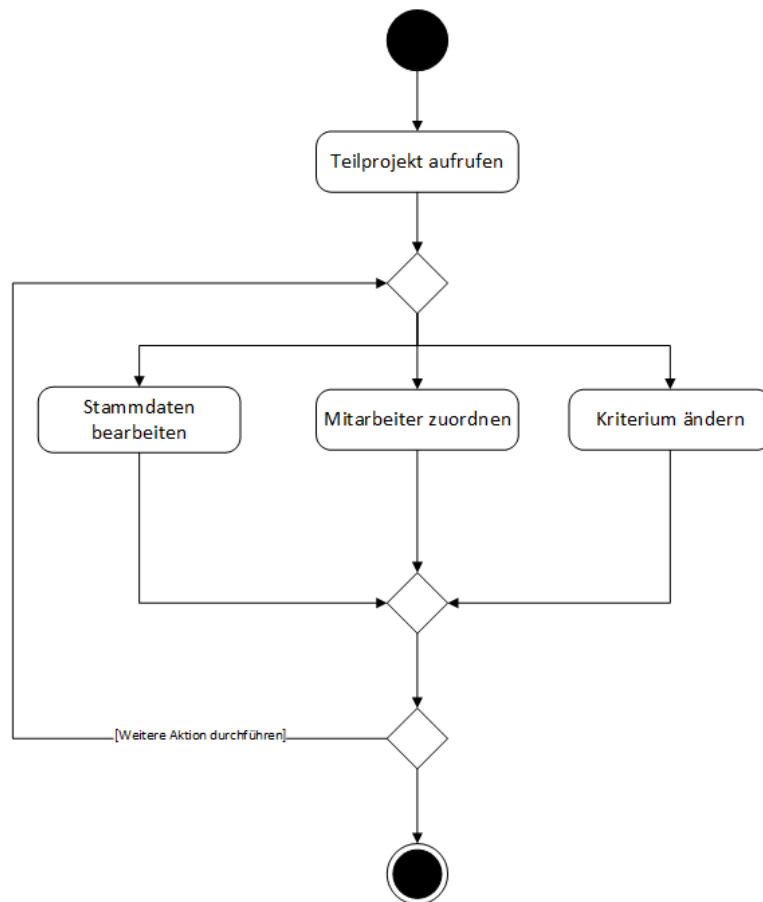 Teilprojekt aufrufen
Stammdaten
bearbeiten
Mitarbeiter zuordnen
Kriterium ändern
[Weitere Aktion durchführen]